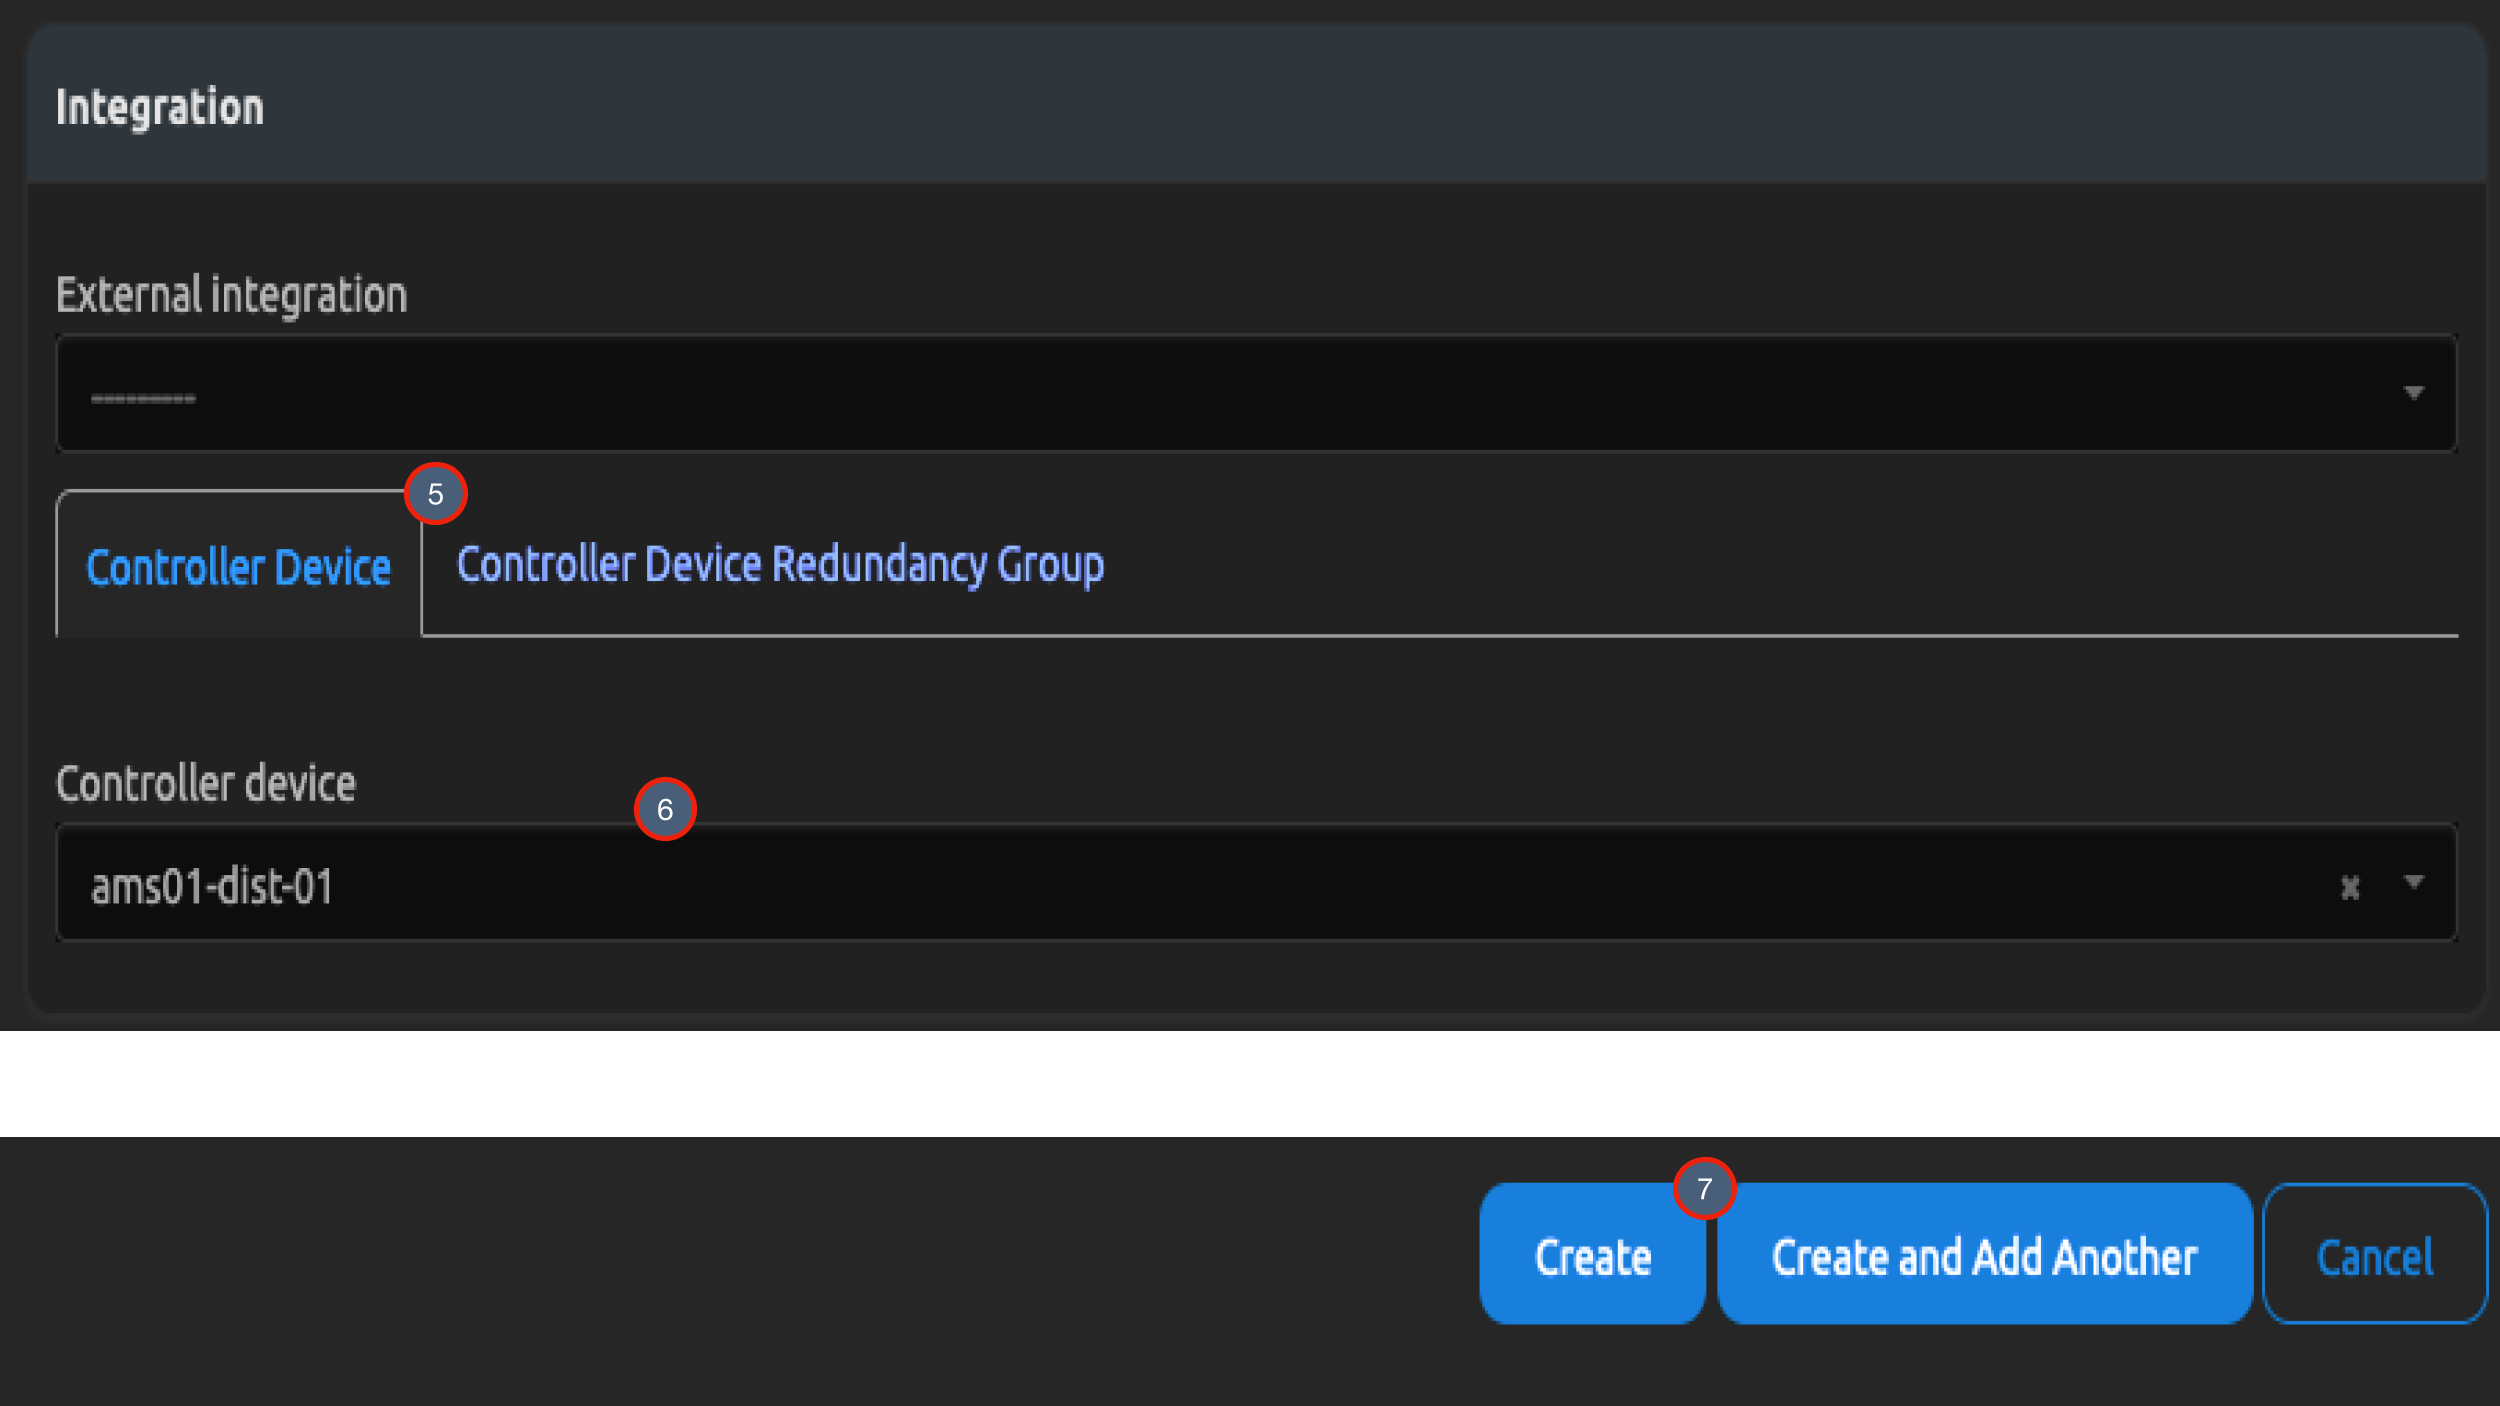 Integration
External integration
---------
5
Controller Device Controller Device Redundancy Group
Controller device
6
ams01-dist-01 ×
7
Create Create and Add Another Cancel